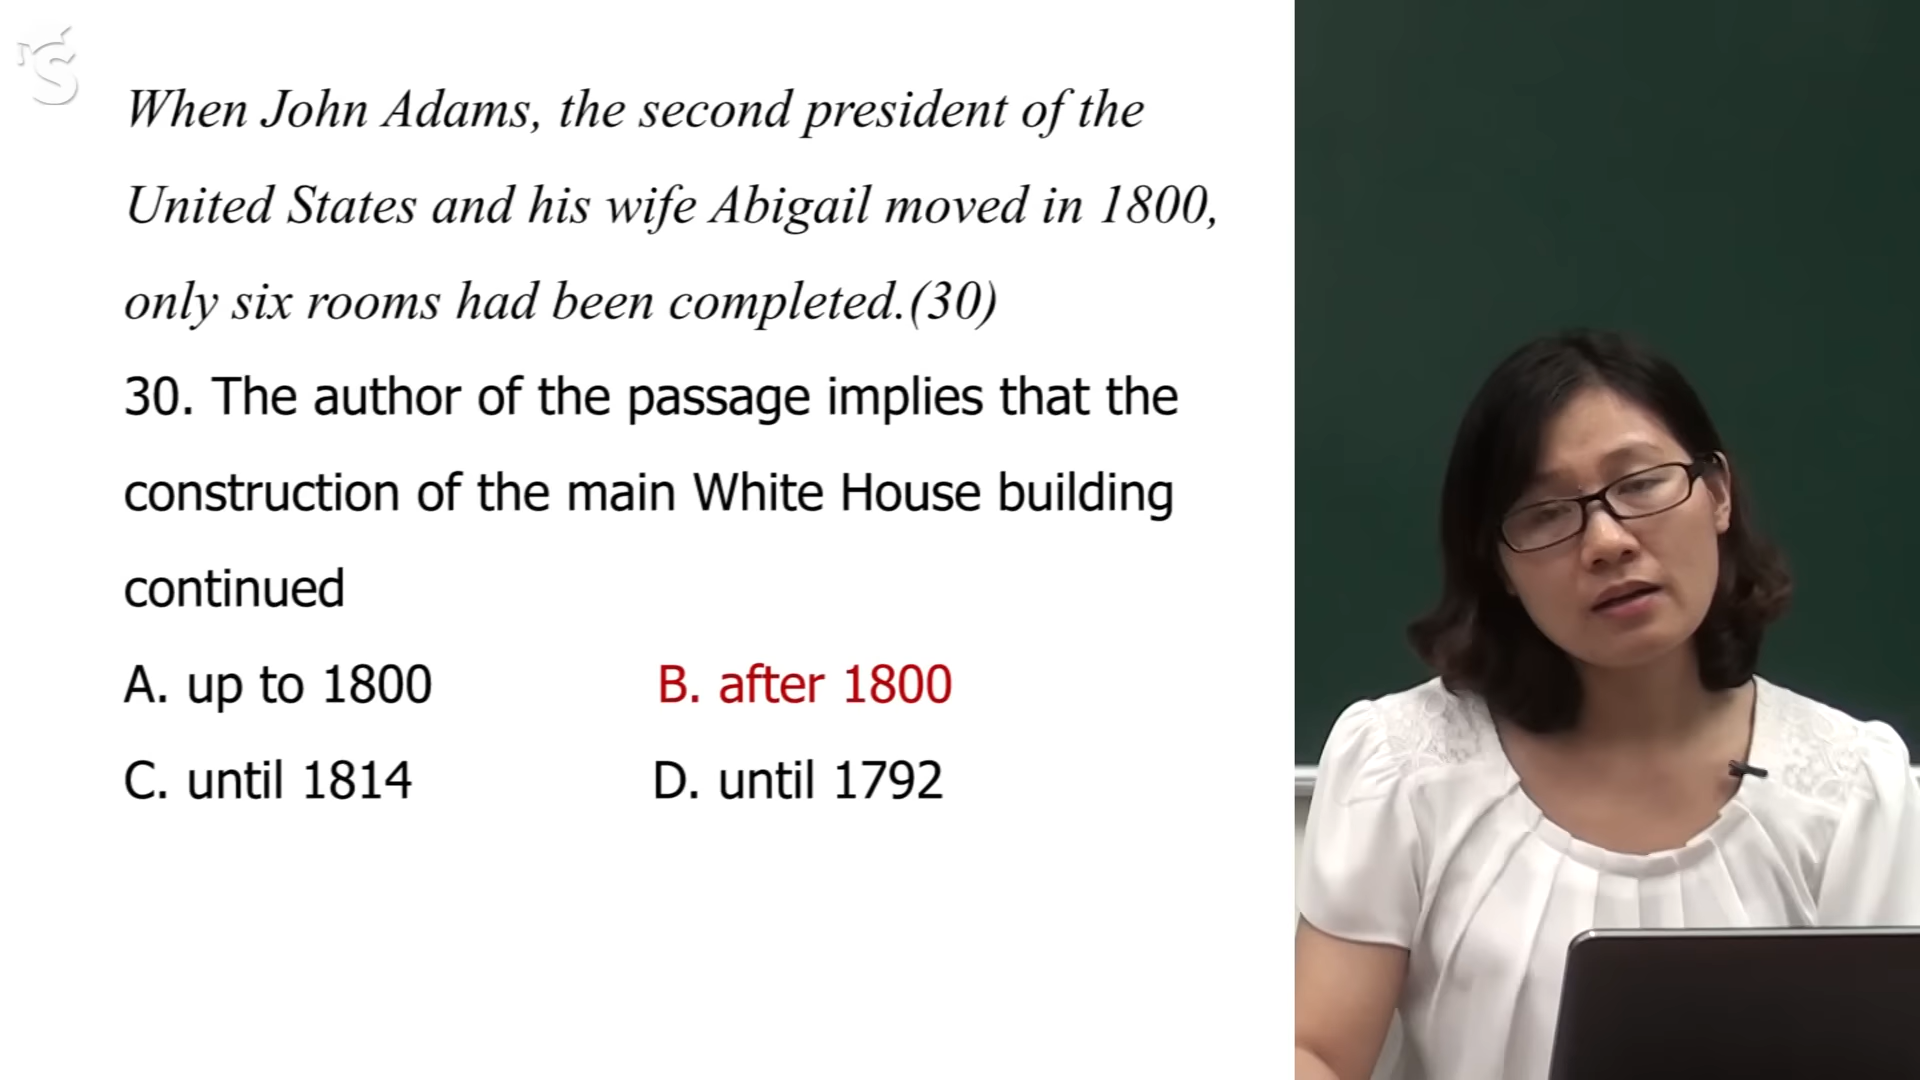 When John Adams, the second president of the
United States and his wife Abigail moved in 1800,
only six rooms had been completed.(30)
30. The author of the passage implies that the
construction of the main White House building
continued
A. up to 1800 B. after 1800
C. until 1814 D. until 1792